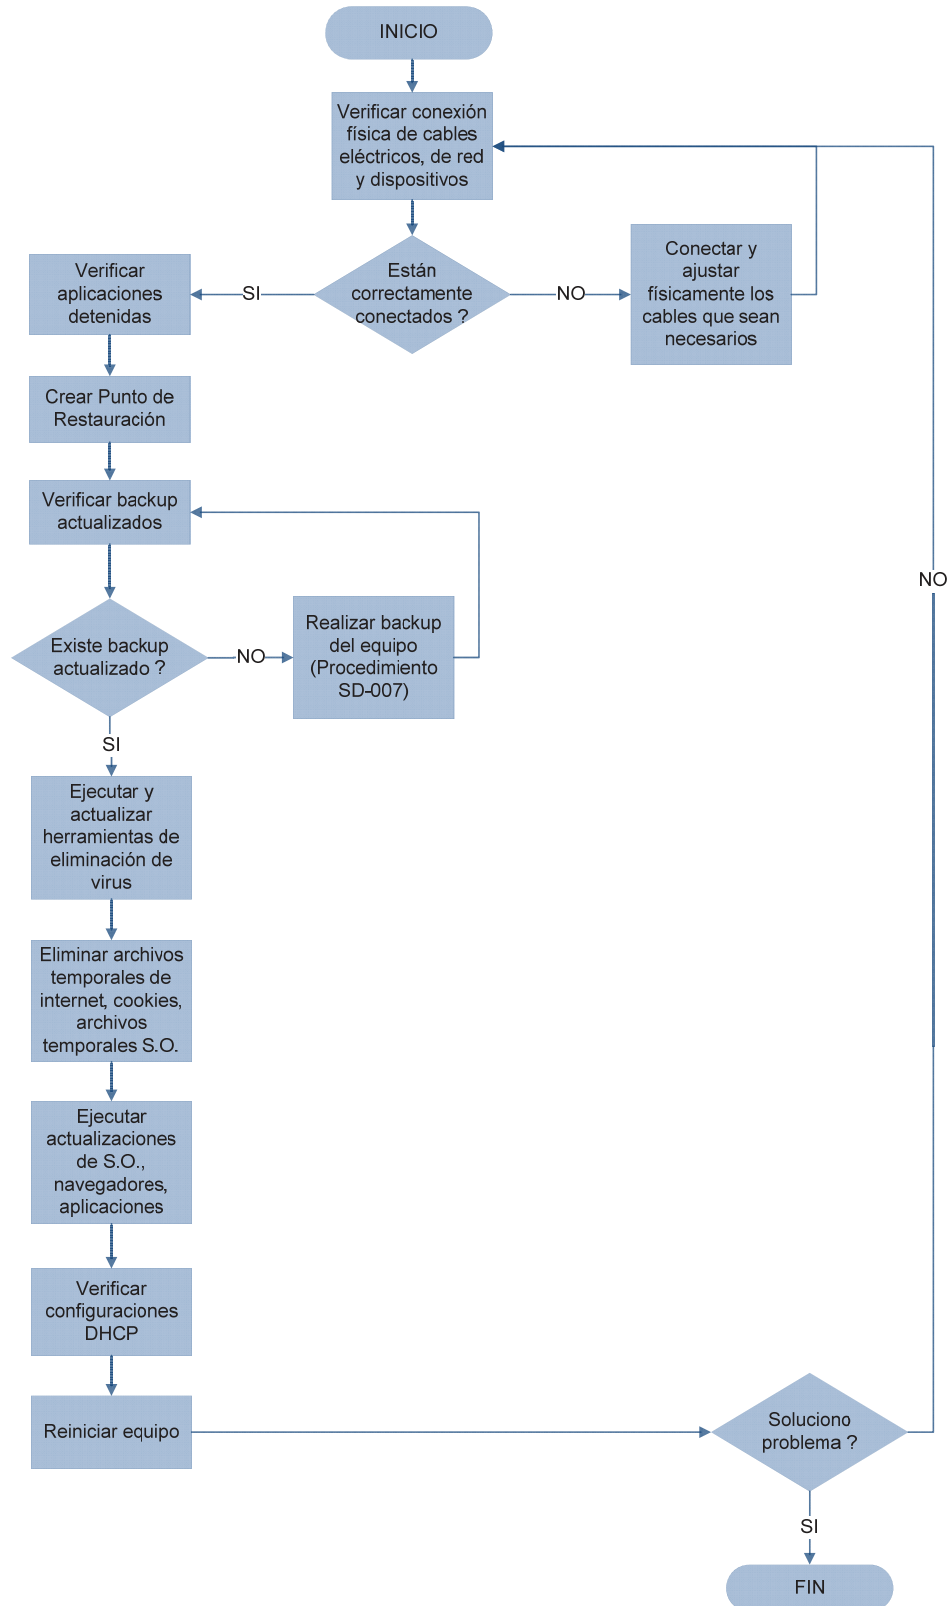 INICIO
Verificar conexión
física de cables
eléctricos, de red
y dispositivos
Están
correctamente
conectados ?
NO
Conectar y
ajustar
físicamente los
cables que sean
necesarios
SI
Verificar
aplicaciones
detenidas
Crear Punto de
Restauración
Verificar backup
actualizados
Existe backup
actualizado ?
NO
Realizar backup
del equipo
(Procedimiento
SD-007)
SI
Ejecutar y
actualizar
herramientas de
eliminación de
virus
Eliminar archivos
temporales de
internet, cookies,
archivos
temporales S.O.
Ejecutar
actualizaciones
de S.O.,
navegadores,
aplicaciones
Verificar
configuraciones
DHCP
Reiniciar equipo
Soluciono
problema ?
NO
SI
FIN